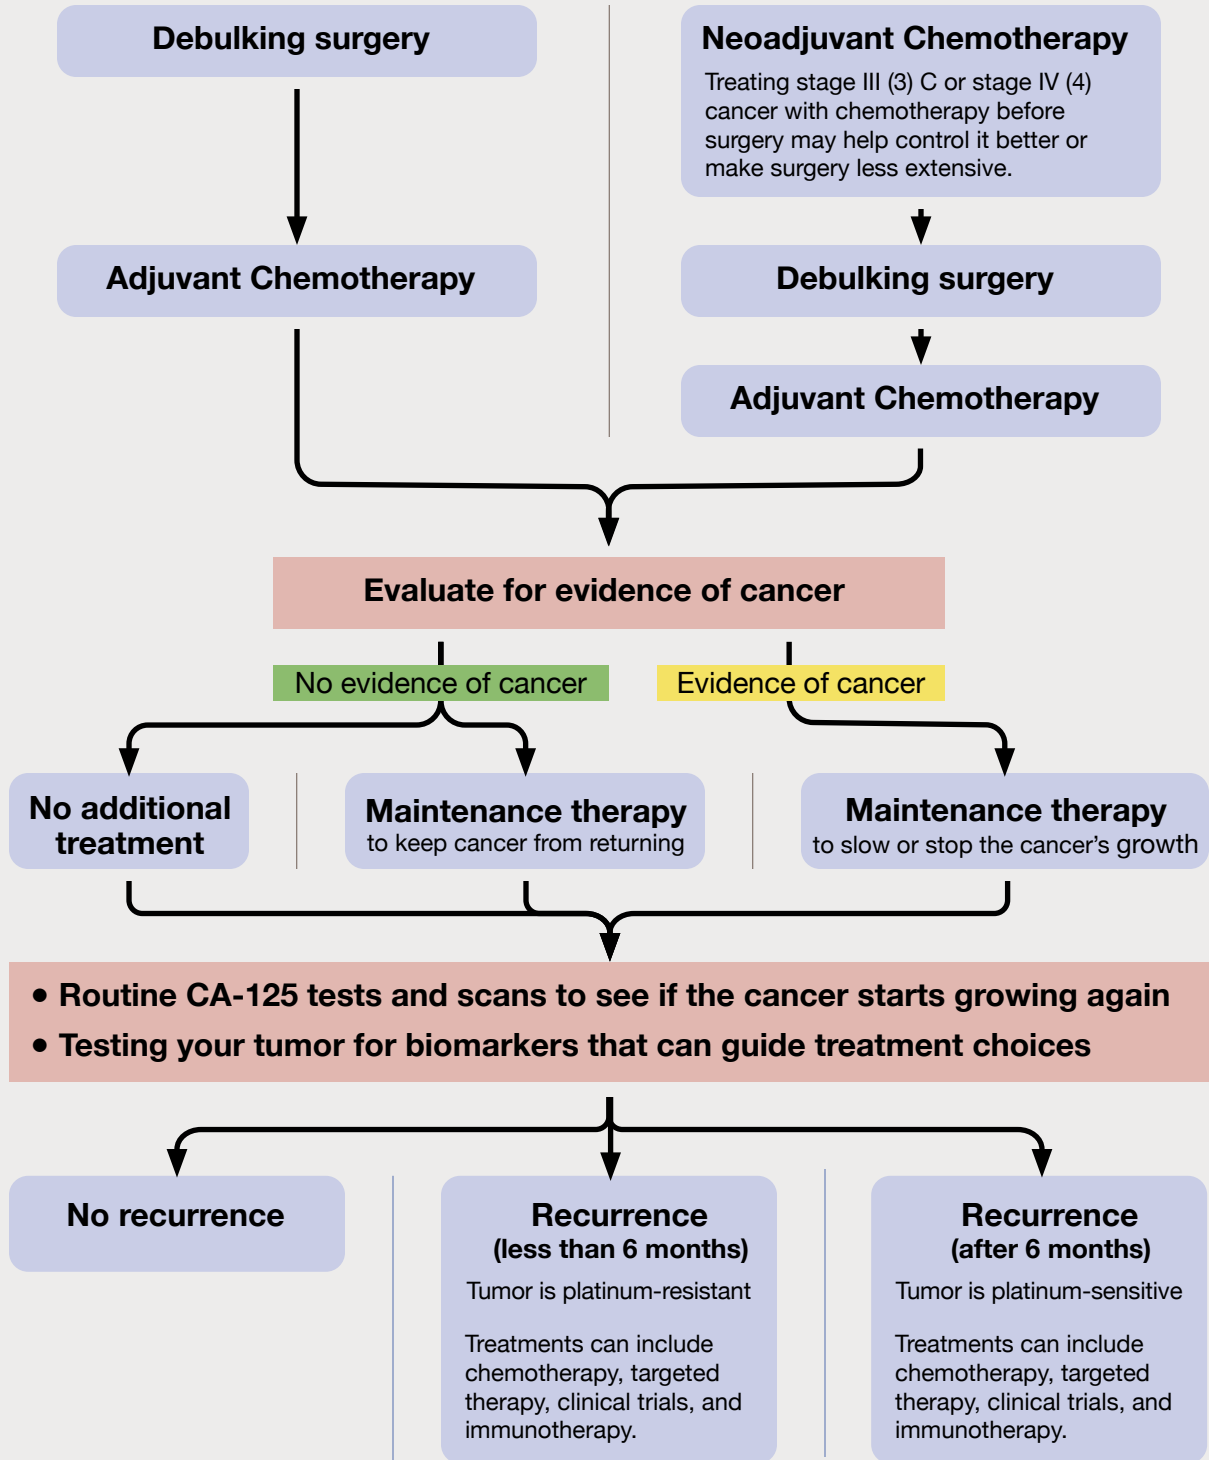 Debulking surgery
Adjuvant Chemotherapy
Neoadjuvant Chemotherapy
Treating stage III (3) C or stage IV (4)
cancer with chemotherapy before
surgery may help control it better or
make surgery less extensive.
Debulking surgery
Adjuvant Chemotherapy
Evaluate for evidence of cancer
No evidence of cancer
Evidence of cancer
No additional
treatment
Maintenance therapy
to keep cancer from returning
Maintenance therapy
to slow or stop the cancer's growth
• Routine CA-125 tests and scans to see if the cancer starts growing again
• Testing your tumor for biomarkers that can guide treatment choices
No recurrence
Recurrence
(less than 6 months)
Tumor is platinum-resistant
Treatments can include
chemotherapy, targeted
therapy, clinical trials, and
immunotherapy.
Recurrence
(after 6 months)
Tumor is platinum-sensitive
Treatments can include
chemotherapy, targeted
therapy, clinical trials, and
immunotherapy.